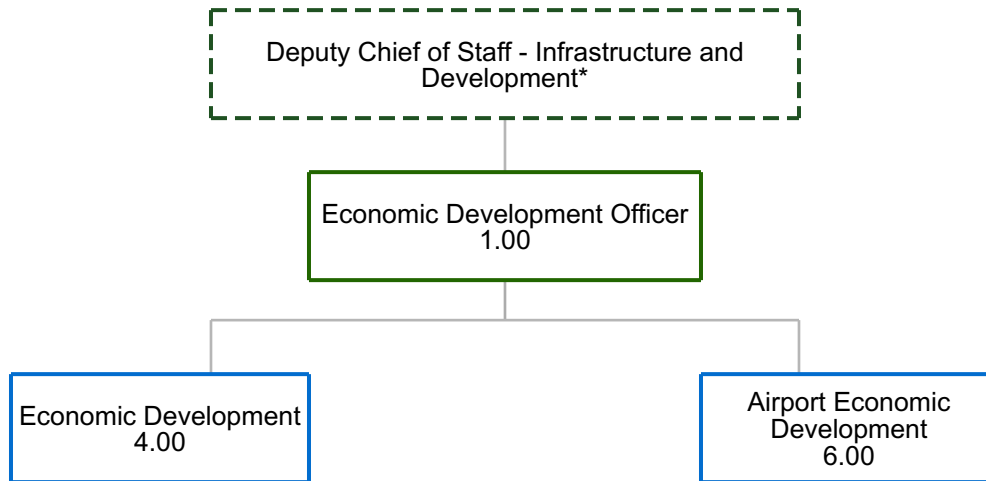 Deputy Chief of Staff - Infrastructure and
Development*
Economic Development Officer
1.00
Economic Development
4.00
Airport Economic
Development
6.00